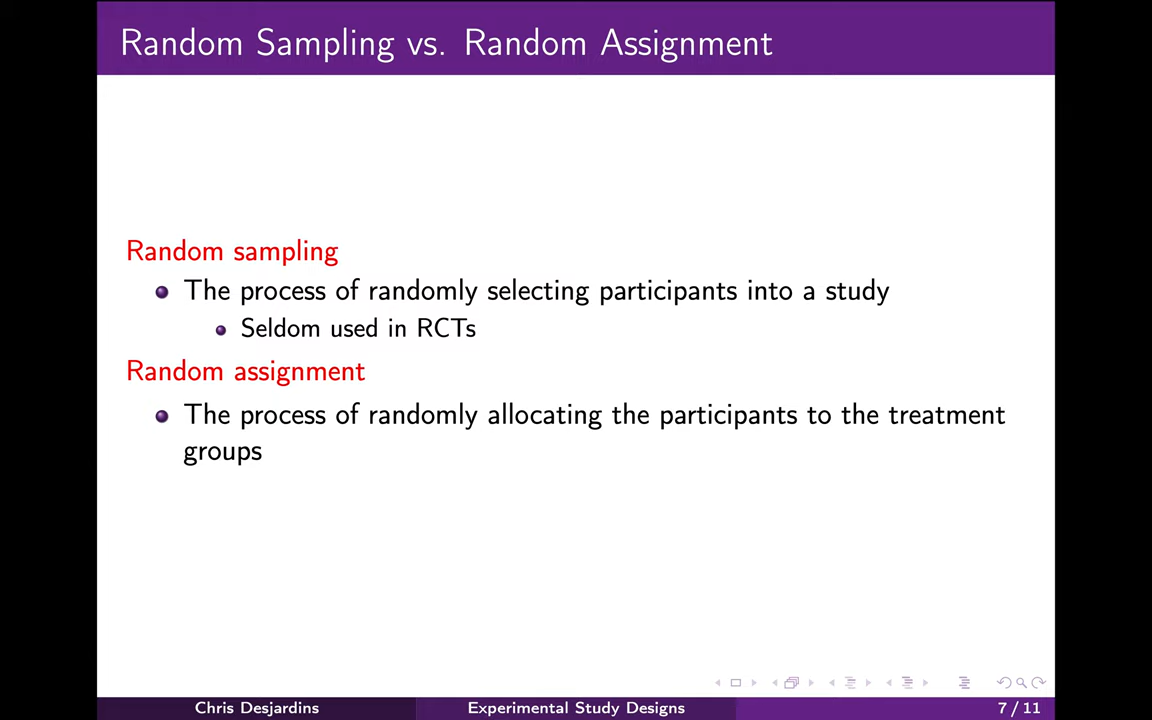 Random Sampling vs. Random Assignment
Random sampling
The process of randomly selecting participants into a study
Seldom used in RCTs
Random assignment
The process of randomly allocating the participants to the treatment
groups
Chris Desjardins
Experimental Study Designs
7 / 11